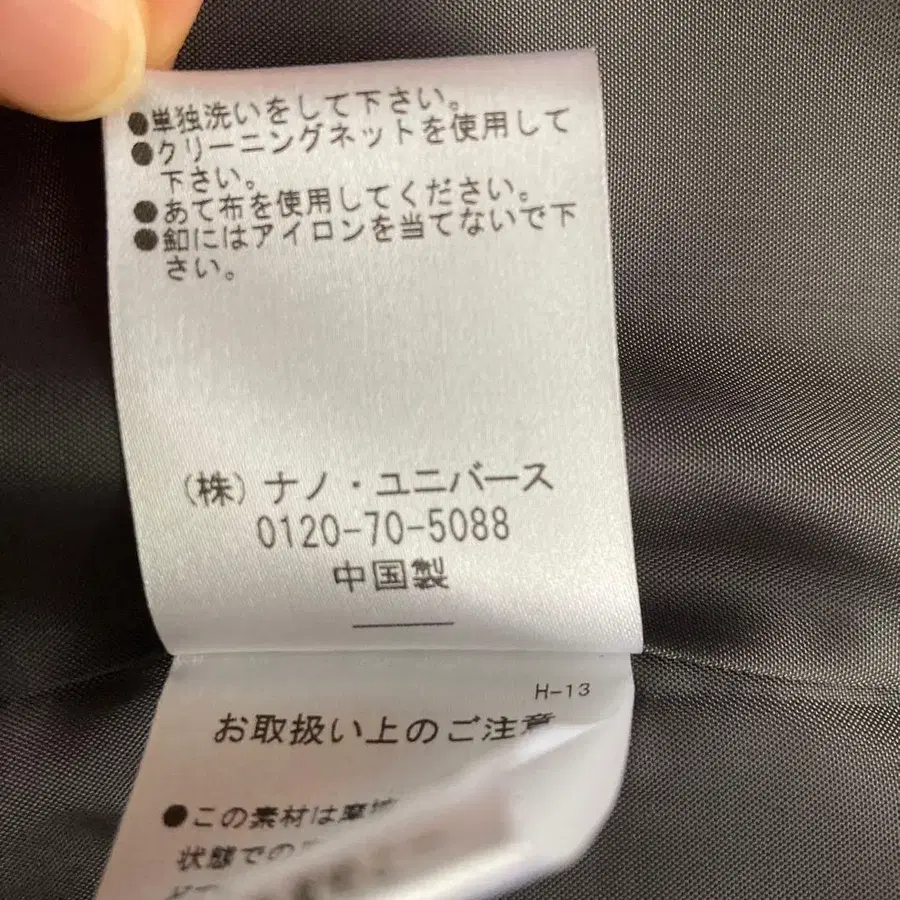 ●単独洗いをして下さい。
●クリーニングネットを使用して
下さい。
●あて布を使用してください。
●釦にはアイロンを当てないで下
さい。
(株)ナノ・ユニバース
0120-70-5088
中国製
H-13
お取扱い上のご注意
●この素材は摩
状態での